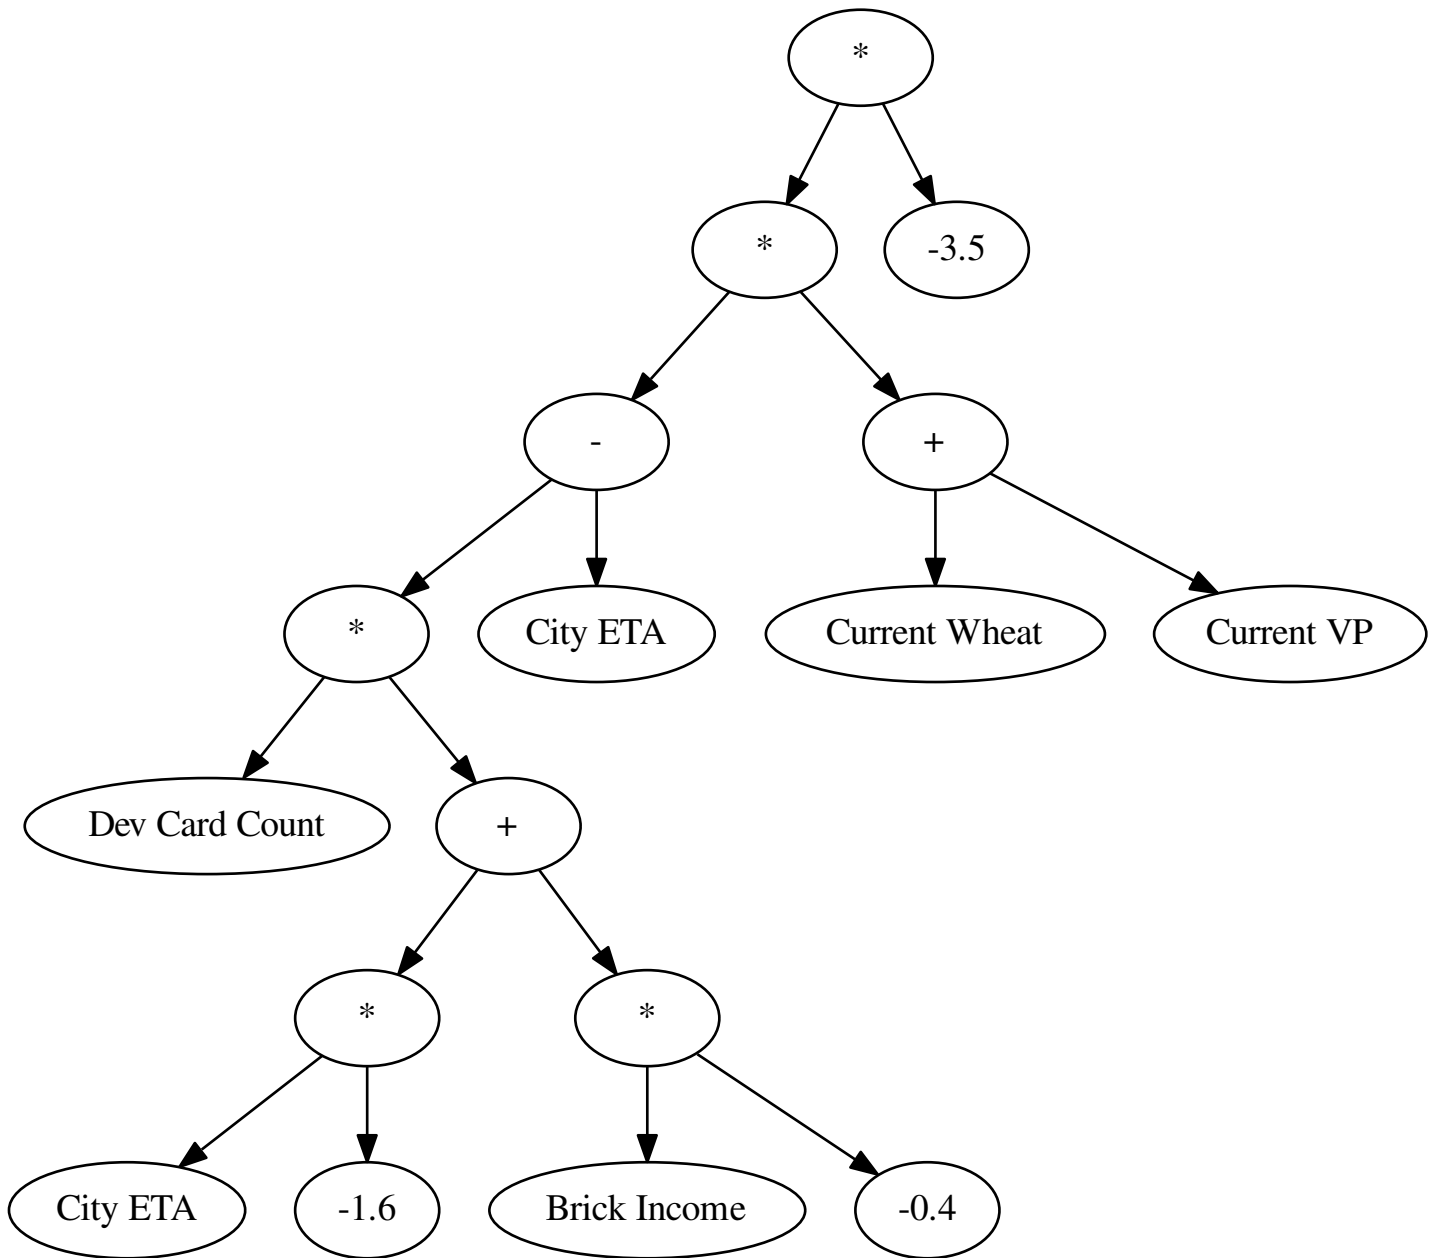 *
*
-3.5
-
+
*
City ETA
Current Wheat
Current VP
Dev Card Count
+
*
*
City ETA
-1.6
Brick Income
-0.4